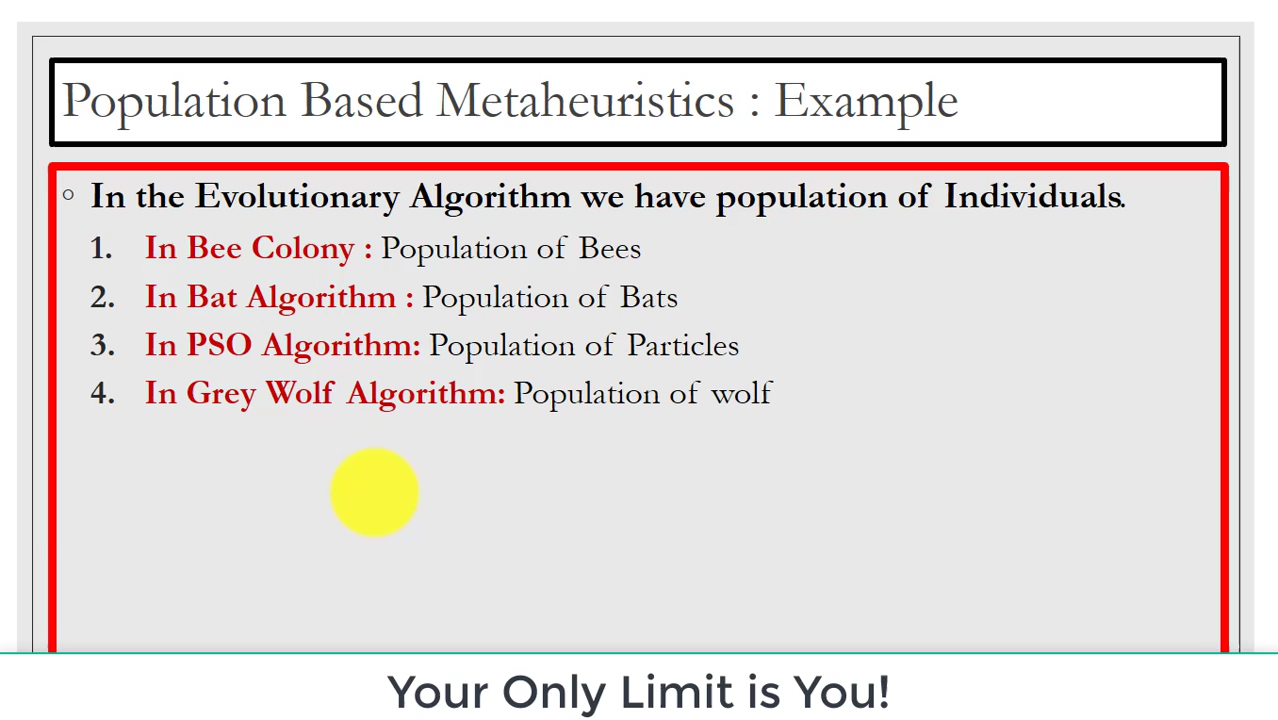 Population Based Metaheuristics : Example
○ In the Evolutionary Algorithm we have population of Individuals.
1. In Bee Colony : Population of Bees
2. In Bat Algorithm : Population of Bats
3. In PSO Algorithm: Population of Particles
4. In Grey Wolf Algorithm: Population of wolf
Your Only Limit is You!